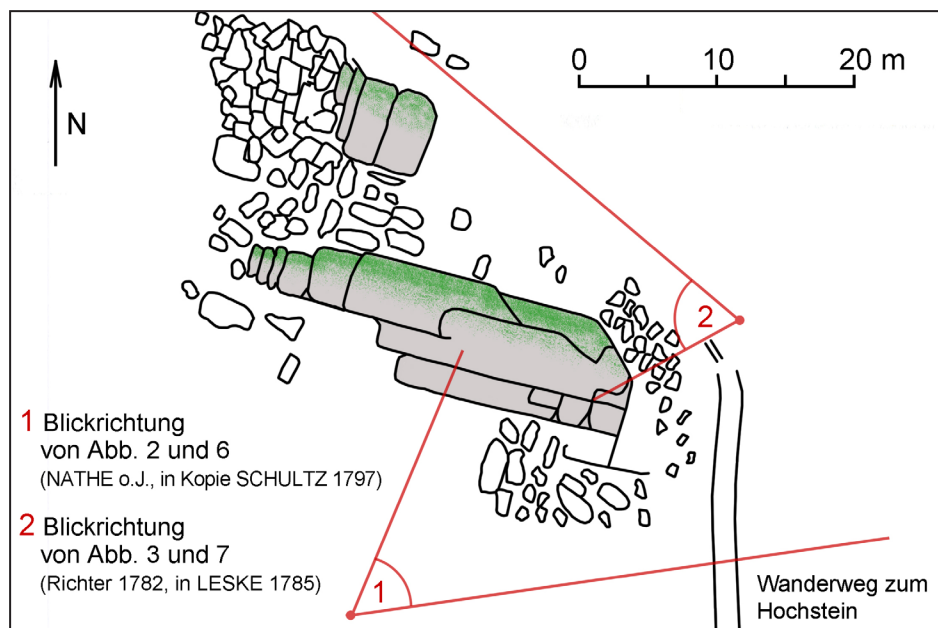 0 10 20 m
N
2
1 Blickrichtung
von Abb. 2 und 6
(NATHE o.J., in Kopie SCHULTZ 1797)
2 Blickrichtung
von Abb. 3 und 7
(Richter 1782, in LESKE 1785)
1
Wanderweg zum
Hochstein